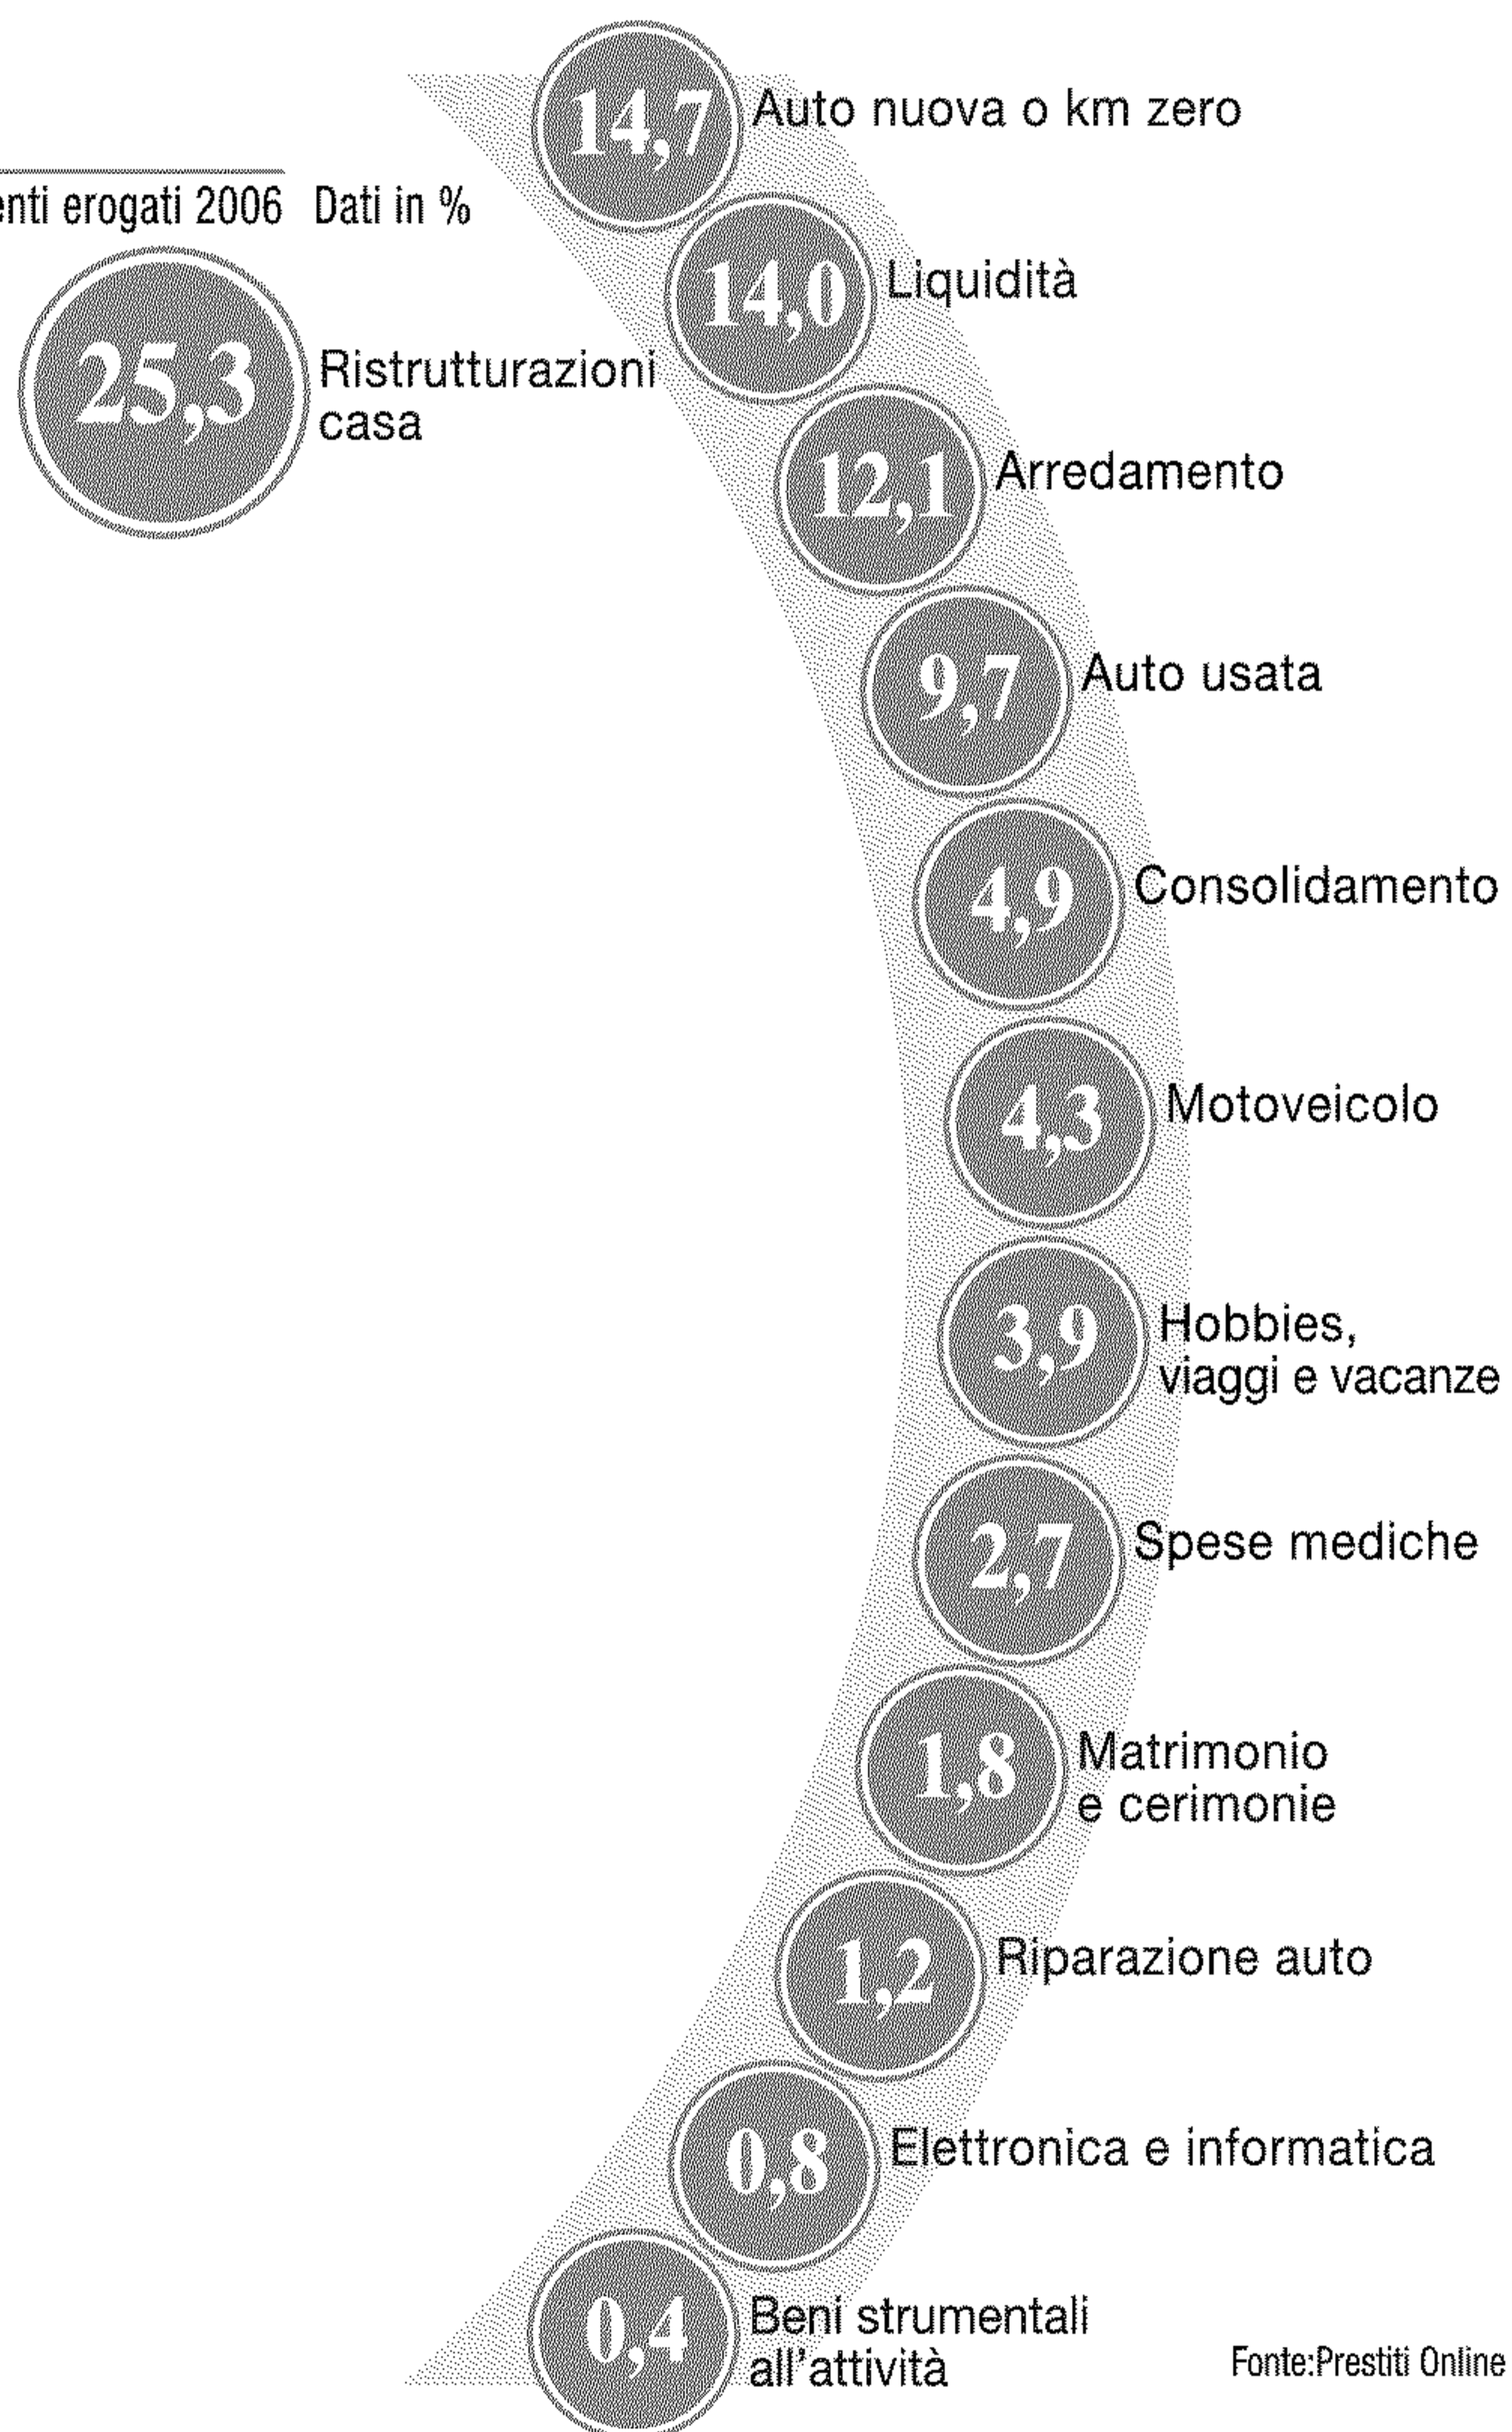 erogati 2006 Dati in %
25,3
Ristrutturazioni
casa
14,7
Auto nuova o km zero
14,0
Liquidità
12,1
Arredamento
9,7
Auto usata
4,9
Consolidamento
4,3
Motoveicolo
3,9
Hobbies,
viaggi e vacanze
2,7
Spese mediche
1,8
Matrimonio
e cerimonie
1,2
Riparazione auto
0,8
Elettronica e informatica
0,4
Beni strumentali
all'attività
Fonte:Prestiti Online